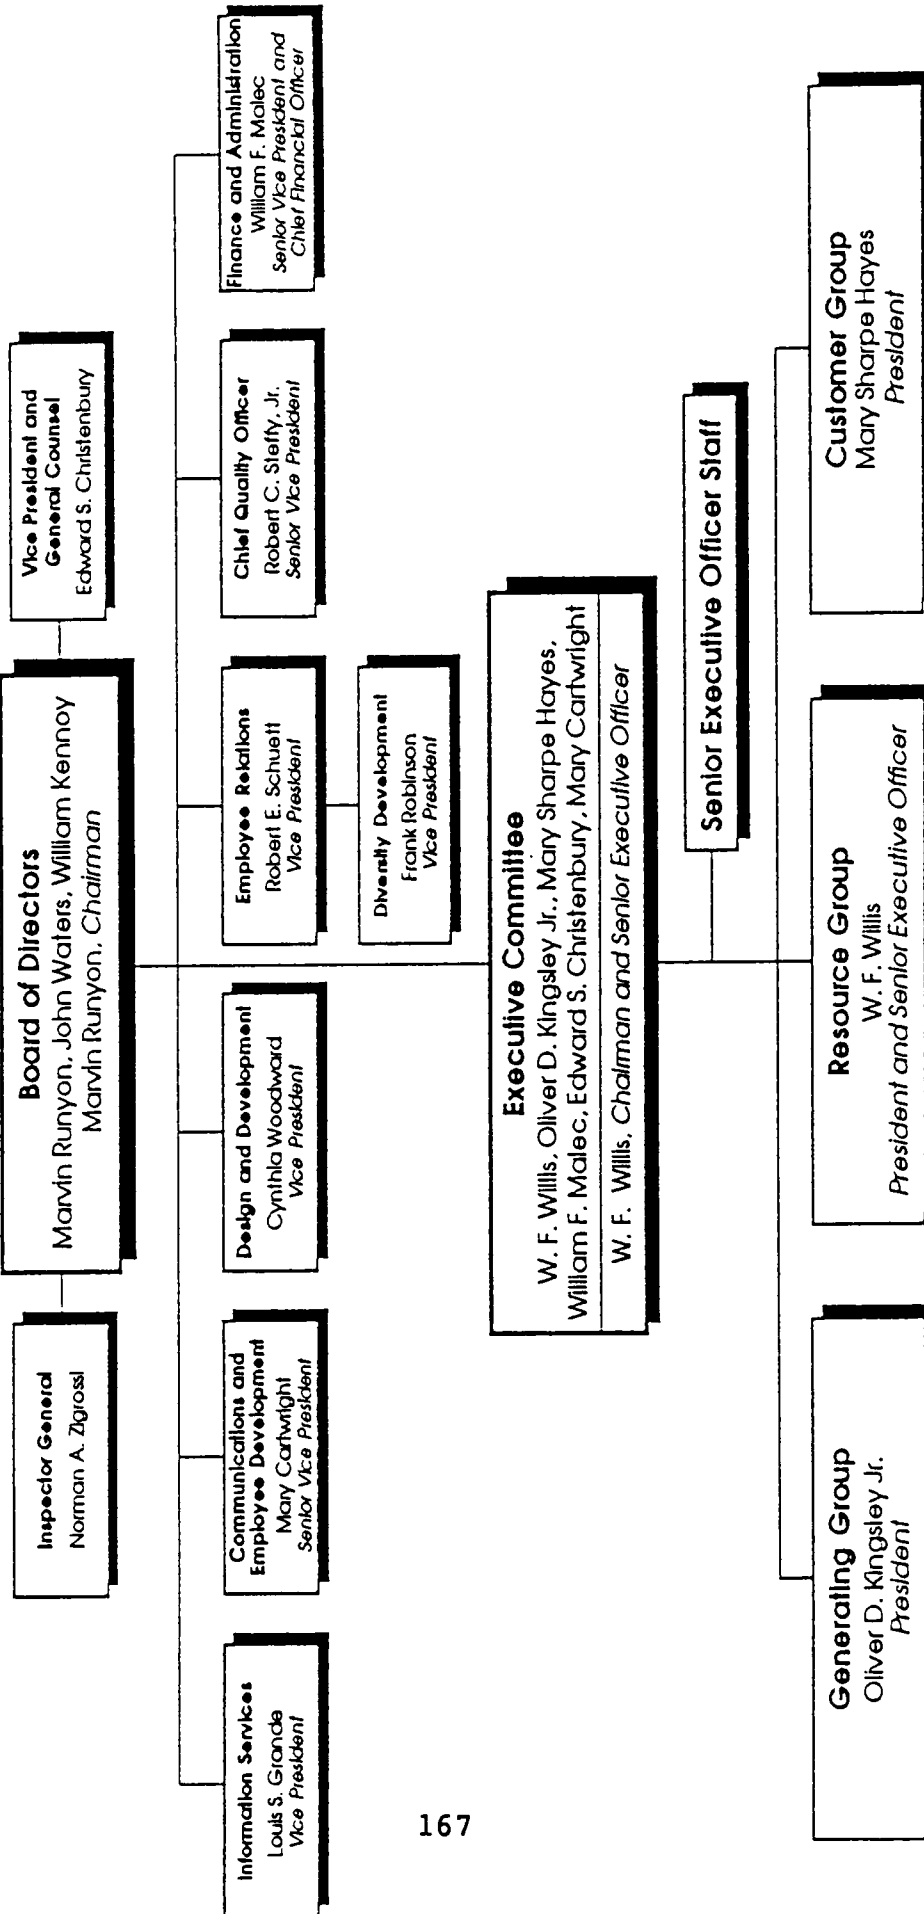 Board of Directors
Marvin Runyon, John Waters, William Kennoy
Marvin Runyon, Chairman
Inspector General
Norman A. Zigrossi
Vice President and
General Counsel
Edward S. Christenbury
Information Services
Louis S. Grande
Vice President
Communications and
Employee Development
Mary Cartwright
Senior Vice President
Design and Development
Cynthia Woodward
Vice President
Employee Relations
Robert E. Schuett
Vice President
Diversity Development
Frank Robinson
Vice President
Chief Quality Officer
Robert C. Steffy, Jr.
Senior Vice President
Finance and Administration
William F. Malec
Senior Vice President and
Chief Financial Officer
Executive Committee
W. F. Willis, Oliver D. Kingsley Jr., Mary Sharpe Hayes,
William F. Malec, Edward S. Christenbury, Mary Cartwright
W. F. Willis, Chairman and Senior Executive Officer
Senior Executive Officer Staff
Generating Group
Oliver D. Kingsley Jr.
President
Resource Group
W. F. Willis
President and Senior Executive Officer
Customer Group
Mary Sharpe Hayes
President
167